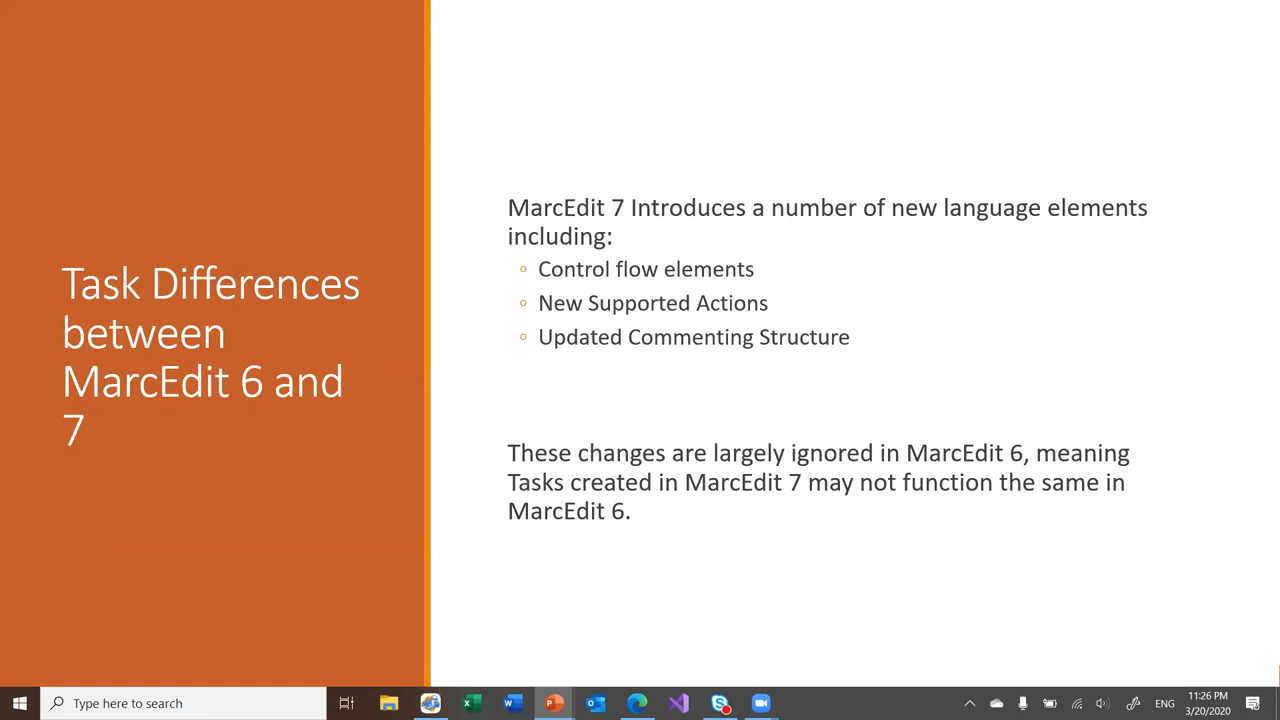 Task Differences
between
MarcEdit 6 and
7
MarcEdit 7 Introduces a number of new language elements
including:
Control flow elements
New Supported Actions
Updated Commenting Structure
These changes are largely ignored in MarcEdit 6, meaning
Tasks created in MarcEdit 7 may not function the same in
MarcEdit 6.
Type here to search
ENG
11:26 PM
3/20/2020